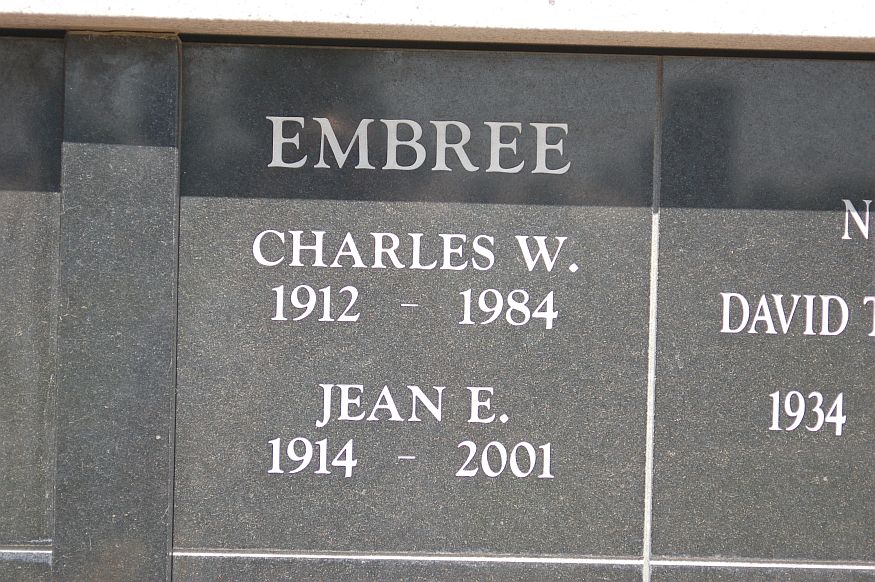 EMBREE
CHARLES W.
1912 - 1984
JEAN E.
1914 - 2001
DAVID
1934